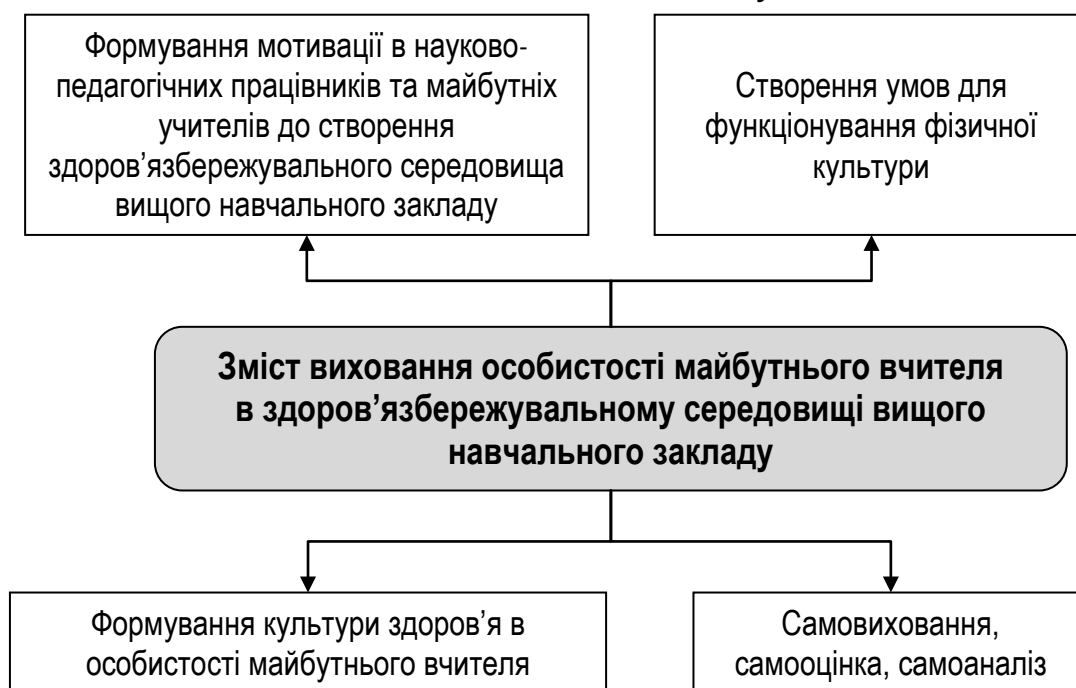 Формування мотивації в науково-
педагогічних працівників та майбутніх
учителів до створення
здоров’язбережувального середовища
вищого навчального закладу
Створення умов для
функціонування фізичної
культури
Зміст виховання особистості майбутнього вчителя
в здоров’язбережувальному середовищі вищого
навчального закладу
Формування культури здоров’я в
особистості майбутнього вчителя
Самовиховання,
самооцінка, самоаналіз